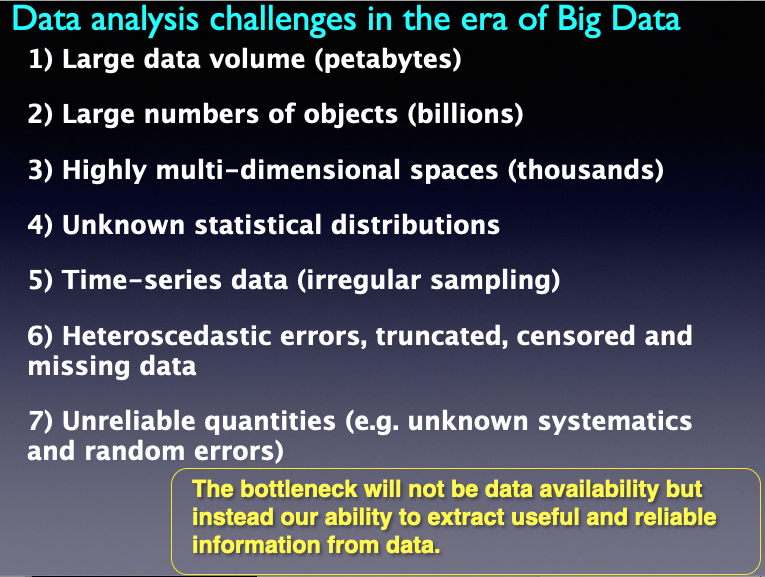 Data analysis challenges in the era of Big Data
1) Large data volume (petabytes)
2) Large numbers of objects (billions)
3) Highly multi-dimensional spaces (thousands)
4) Unknown statistical distributions
5) Time-series data (irregular sampling)
6) Heteroscedastic errors, truncated, censored and
missing data
7) Unreliable quantities (e.g. unknown systematics
and random errors)
The bottleneck will not be data availability but
instead our ability to extract useful and reliable
information from data.